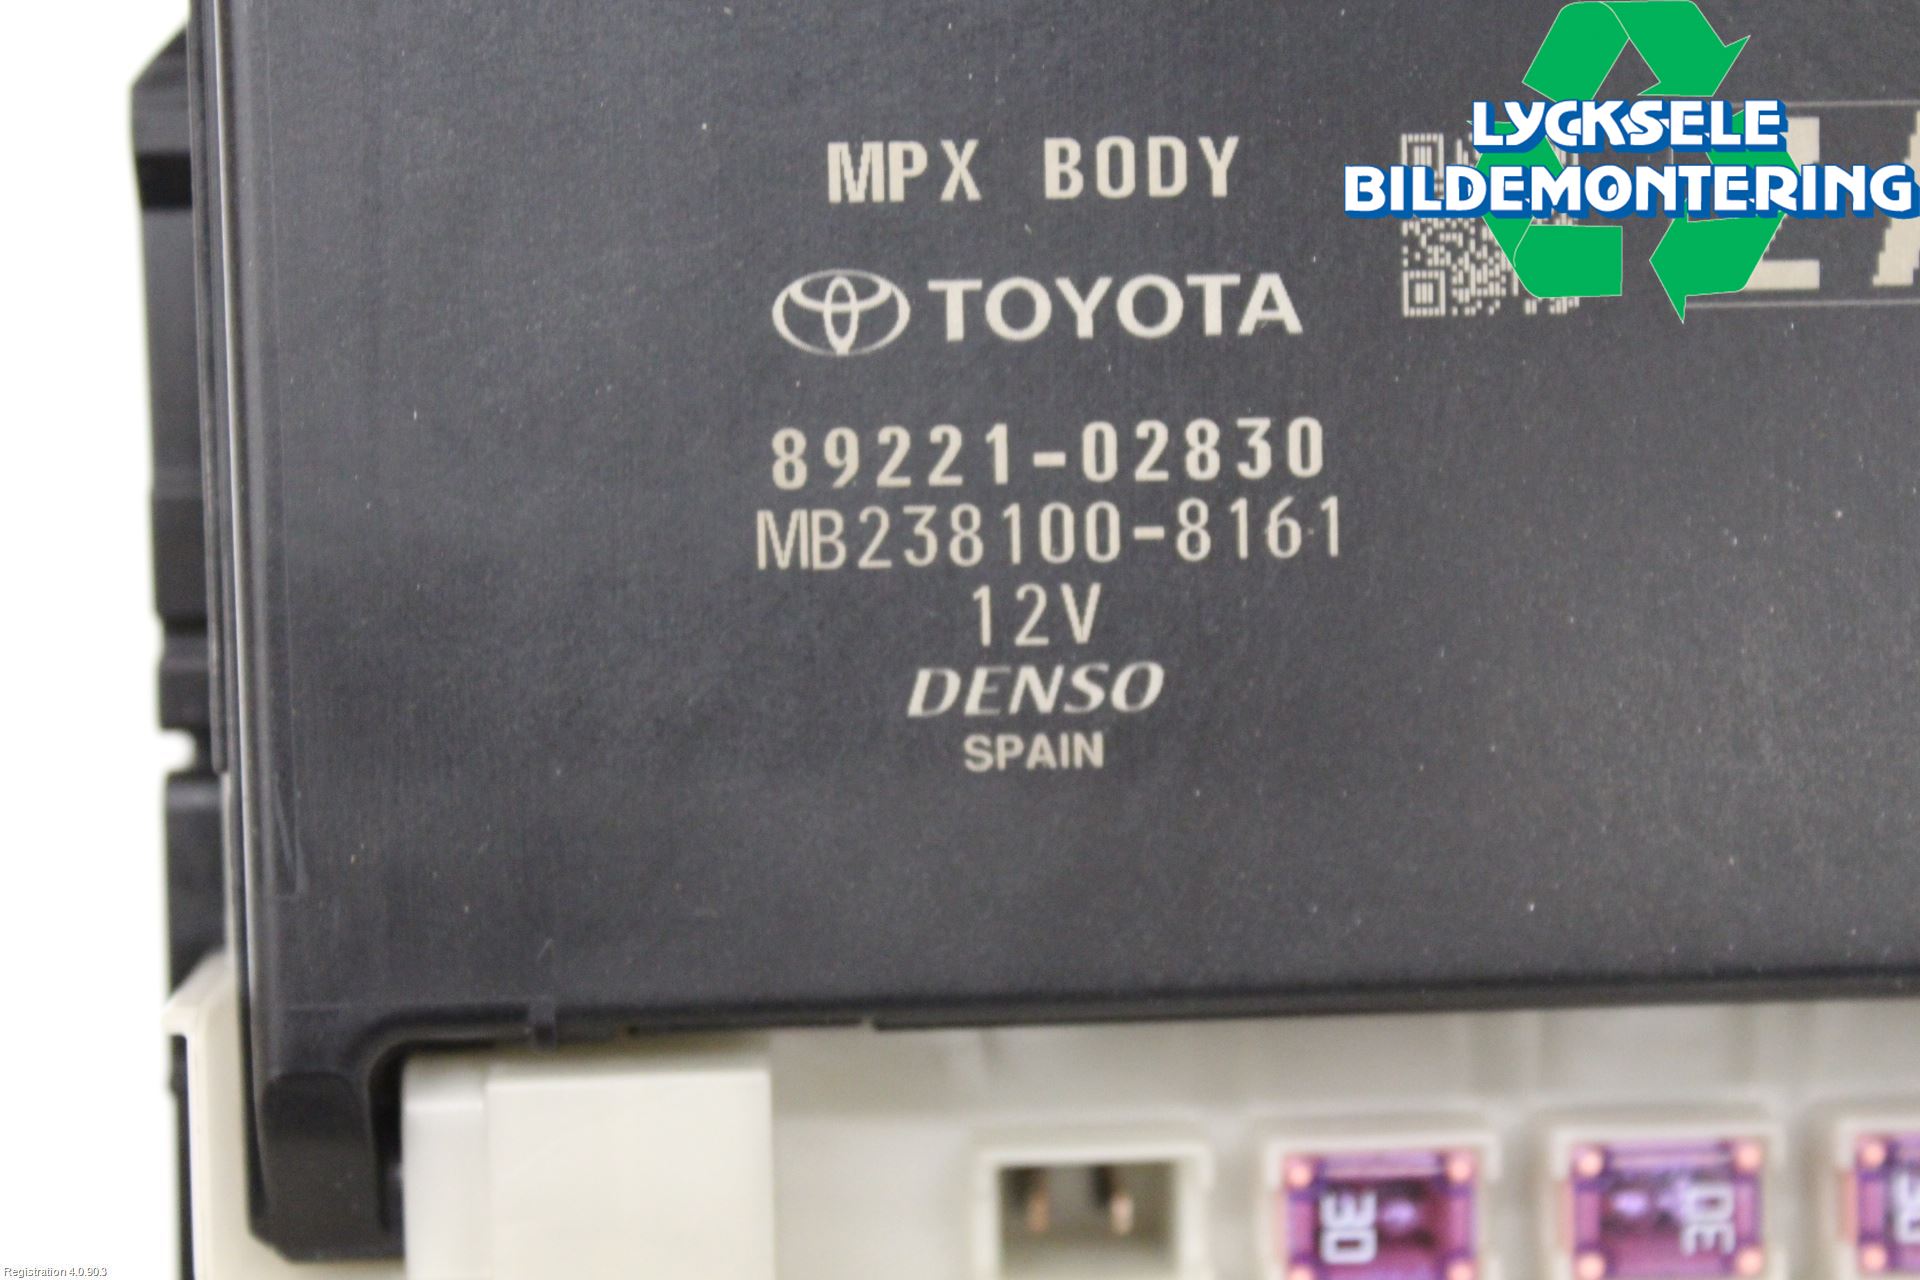 LYCKSELE
BILDEMONTERING
MPX BODY
TOYOTA
89221-02830
MB238100-8161
12V
DENSO
SPAIN
30
30
Registration 4.0.90.3